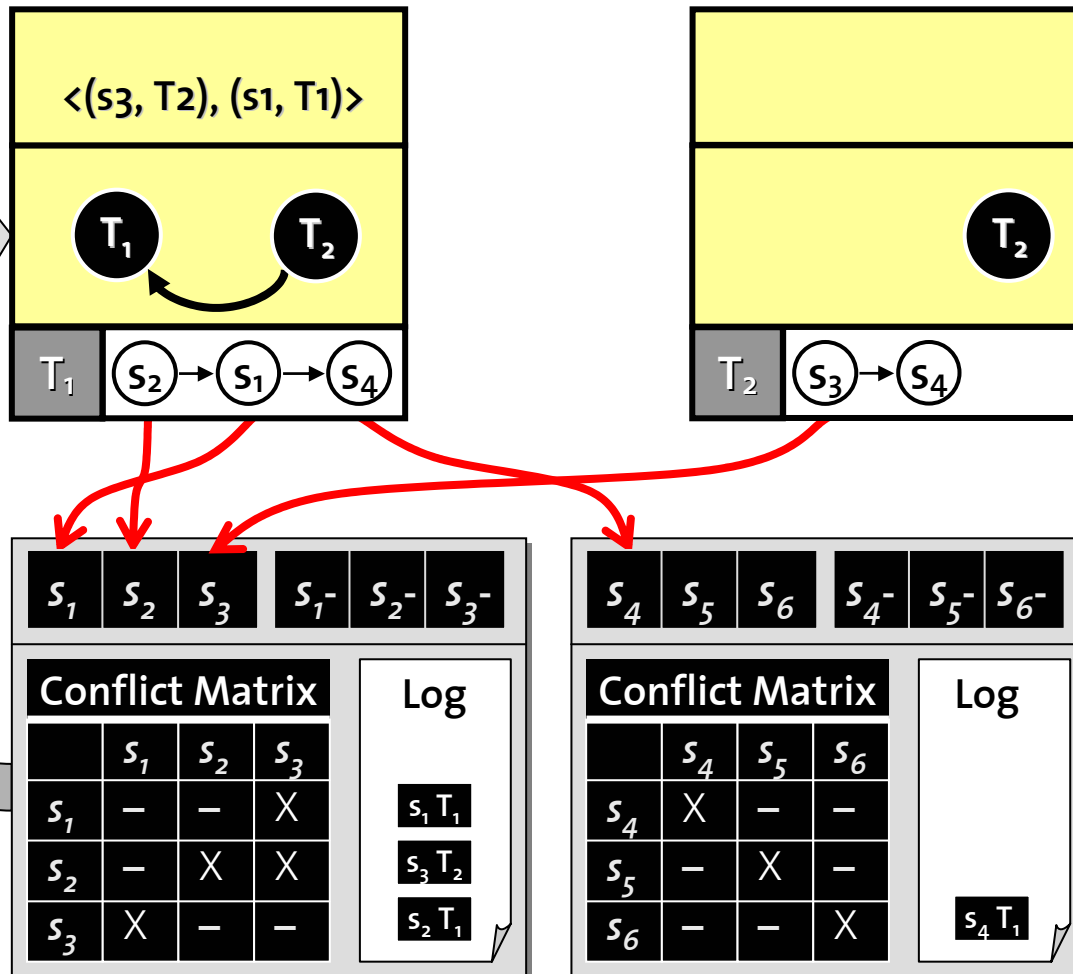 <(s3, T2), (s1, T1)>
T₁ T₂ T₂
T₁ s₂ s₁ s₄ T₂ s₃ s₄
s₁ s₂ s₃ s₁- s₂- s₃- s₄ s₅ s₆ s₄- s₅- s₆-
Conflict Matrix Log Conflict Matrix Log
s₁ s₂ s₃ s₄ s₅ s₆
s₁ – – X s₁ T₁ s₄ X – –
s₂ – X X s₃ T₂ s₅ – X –
s₃ X – – s₂ T₁ s₆ – – X s₄ T₁